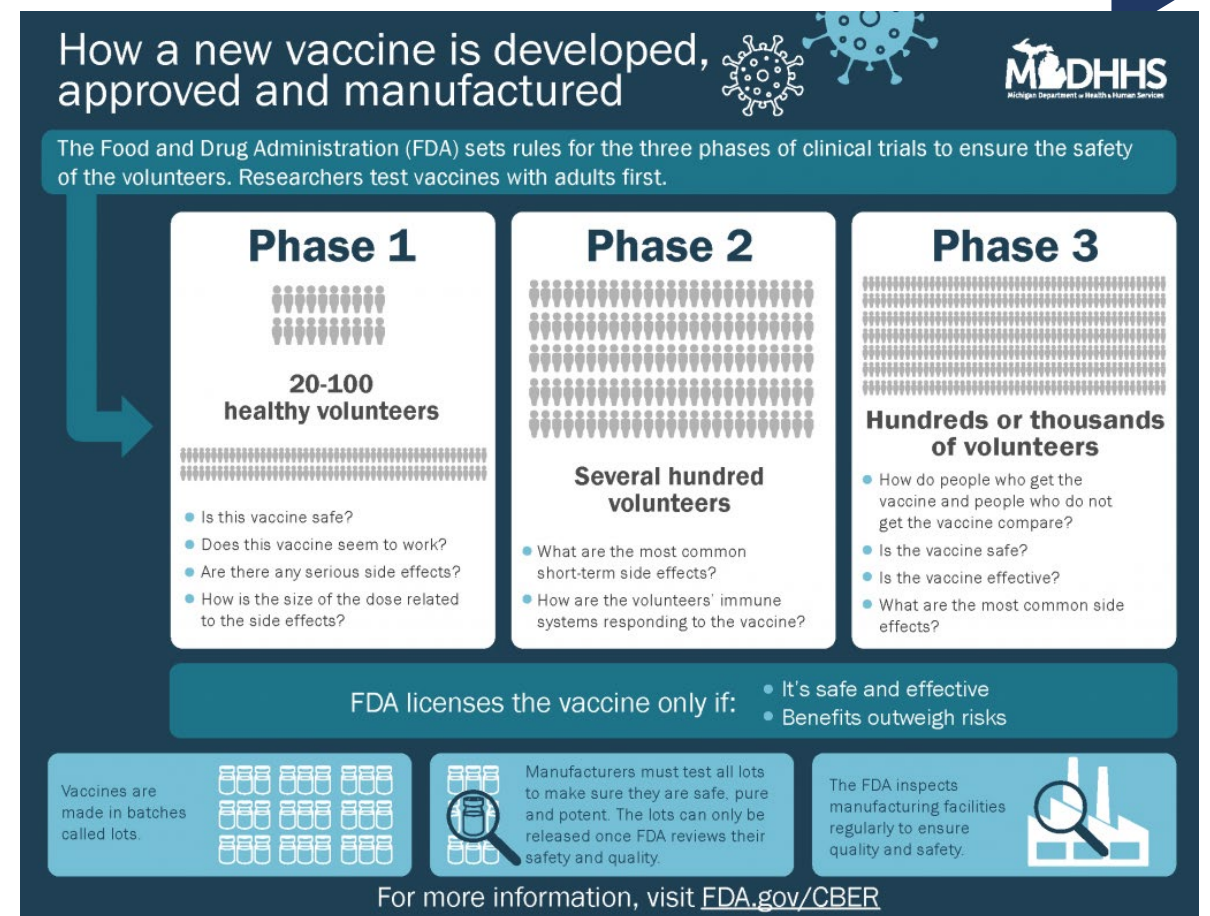 How a new vaccine is developed,
approved and manufactured
MDHHS
Michigan Department of Health & Human Services
The Food and Drug Administration (FDA) sets rules for the three phases of clinical trials to ensure the safety
of the volunteers. Researchers test vaccines with adults first.
Phase 1
20-100
healthy volunteers
• Is this vaccine safe?
• Does this vaccine seem to work?
• Are there any serious side effects?
• How is the size of the dose related
to the side effects?
Phase 2
Several hundred
volunteers
• What are the most common
short-term side effects?
• How are the volunteers' immune
systems responding to the vaccine?
Phase 3
Hundreds or thousands
of volunteers
• How do people who get the
vaccine and people who do not
get the vaccine compare?
• Is the vaccine safe?
• Is the vaccine effective?
• What are the most common side
effects?
FDA licenses the vaccine only if:
• It's safe and effective
• Benefits outweigh risks
Vaccines are
made in batches
called lots.
Manufacturers must test all lots
to make sure they are safe, pure
and potent. The lots can only be
released once FDA reviews their
safety and quality.
The FDA inspects
manufacturing facilities
regularly to ensure
quality and safety.
For more information, visit FDA.gov/CBER